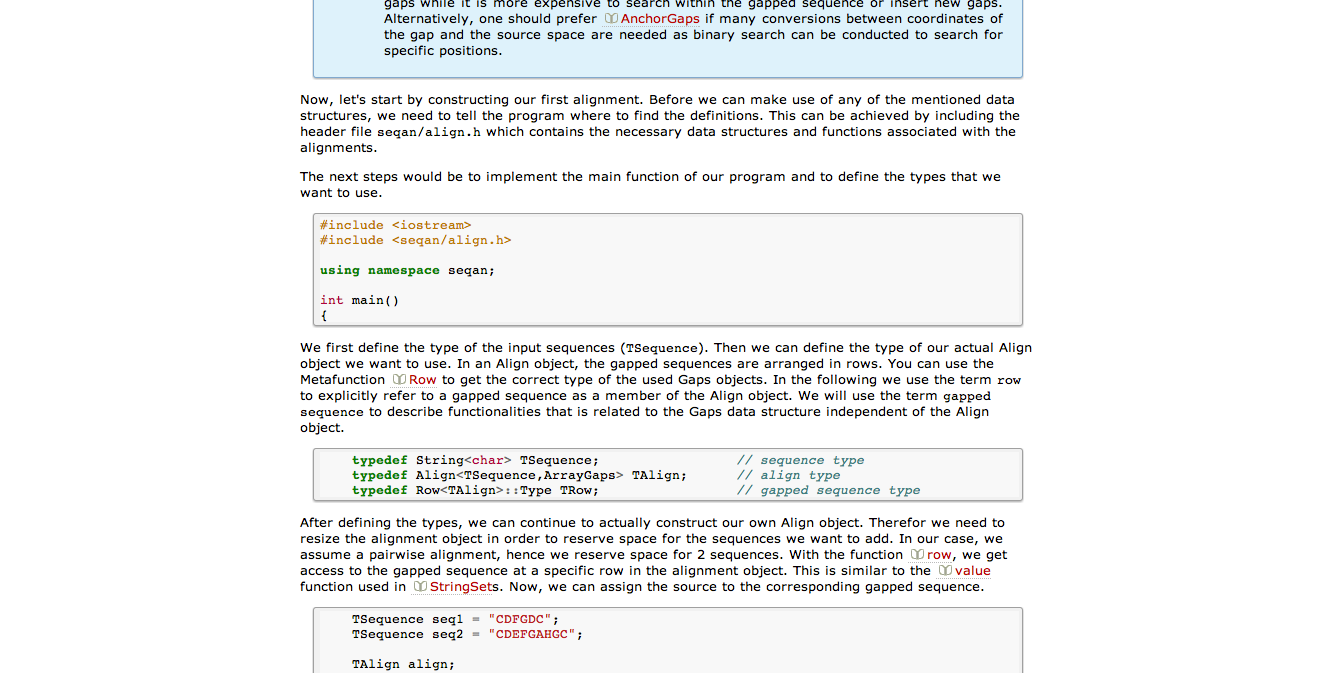 gaps while it is more expensive to search within the gapped sequence or insert new gaps.
Alternatively, one should prefer AnchorGaps if many conversions between coordinates of
the gap and the source space are needed as binary search can be conducted to search for
specific positions.
Now, let's start by constructing our first alignment. Before we can make use of any of the mentioned data
structures, we need to tell the program where to find the definitions. This can be achieved by including the
header file seqan/align.h which contains the necessary data structures and functions associated with the
alignments.
The next steps would be to implement the main function of our program and to define the types that we
want to use.
#include <iostream>
#include <seqan/align.h>
using namespace seqan;
int main()
{
We first define the type of the input sequences (TSequence). Then we can define the type of our actual Align
object we want to use. In an Align object, the gapped sequences are arranged in rows. You can use the
Metafunction Row to get the correct type of the used Gaps objects. In the following we use the term row
to explicitly refer to a gapped sequence as a member of the Align object. We will use the term gapped
sequence to describe functionalities that is related to the Gaps data structure independent of the Align
object.
typedef String<char> TSequence; // sequence type
typedef Align<TSequence,ArrayGaps> TAlign; // align type
typedef Row<TAlign>::Type TRow; // gapped sequence type
After defining the types, we can continue to actually construct our own Align object. Therefor we need to
resize the alignment object in order to reserve space for the sequences we want to add. In our case, we
assume a pairwise alignment, hence we reserve space for 2 sequences. With the function row, we get
access to the gapped sequence at a specific row in the alignment object. This is similar to the value
function used in StringSets. Now, we can assign the source to the corresponding gapped sequence.
TSequence seq1 = "CDFGDC";
TSequence seq2 = "CDEFGAHGC";
TAlign align;